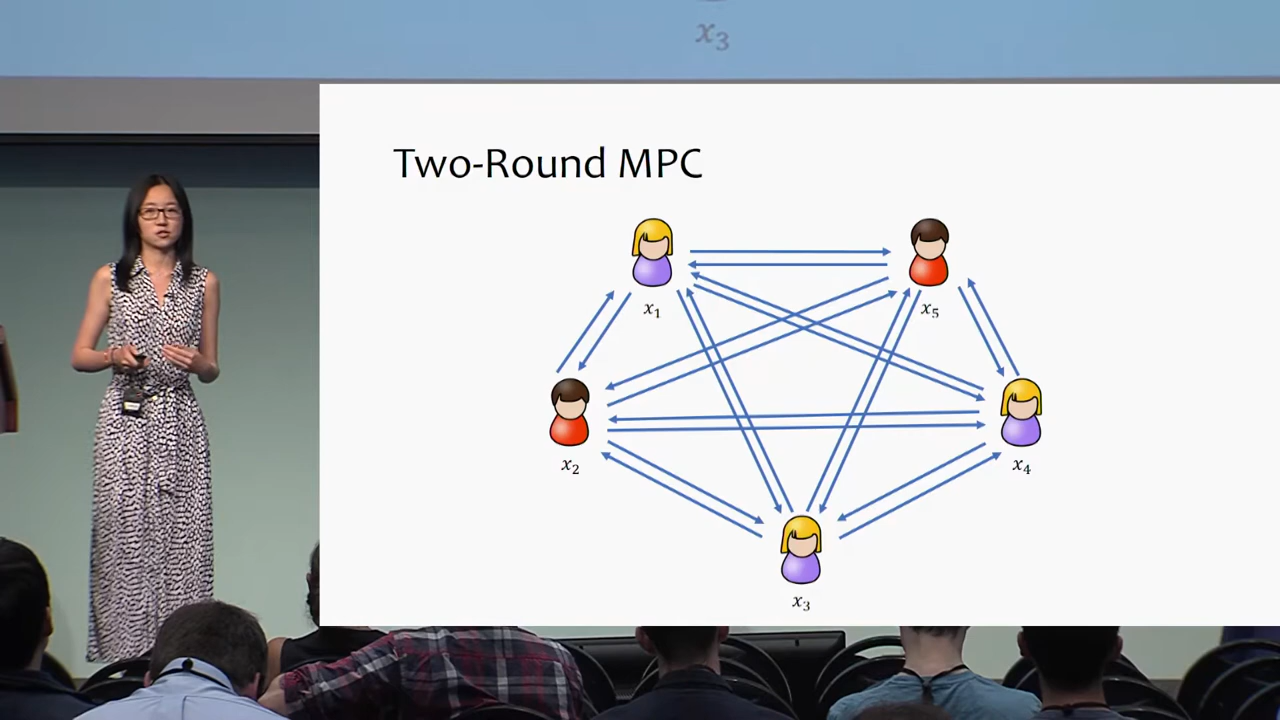 x₃
Two-Round MPC
x₁
x₅
x₂
x₄
x₃